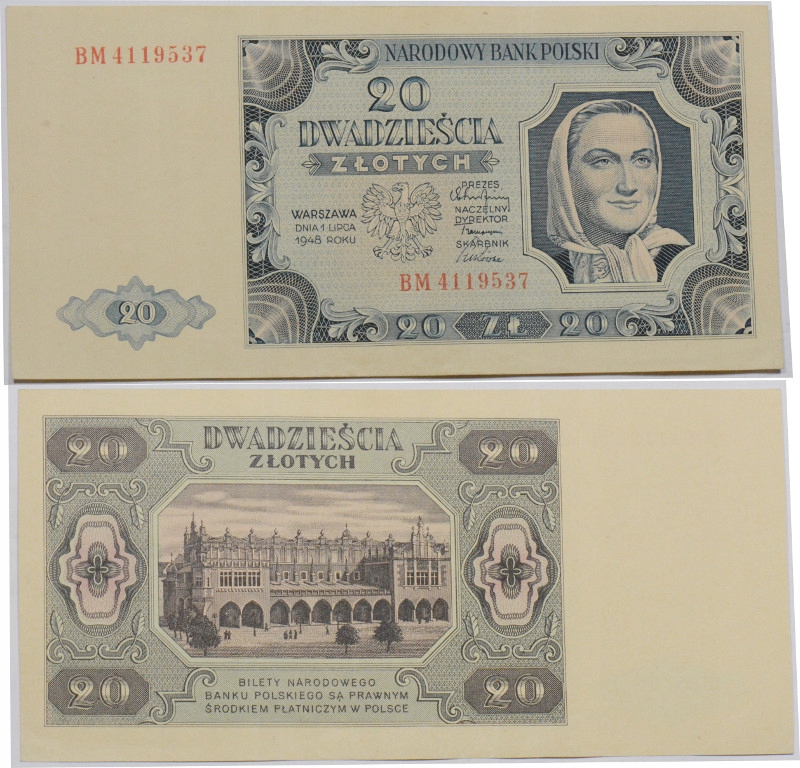 BM 4119537
NARODOWY BANK POLSKI
20
DWADZIEŚCIA
ZŁOTYCH
WARSZAWA
DNIA 1 LIPCA
1948 ROKU
PREZES
NACZELNY
DYREKTOR
SKARBNIK
BM 4119537
20
20 ZŁ 20
20 DWADZIEŚCIA 20
ZŁOTYCH
BILETY NARODOWEGO
BANKU POLSKIEGO SĄ PRAWNYM
ŚRODKIEM PŁATNICZYM W POLSCE
20 20